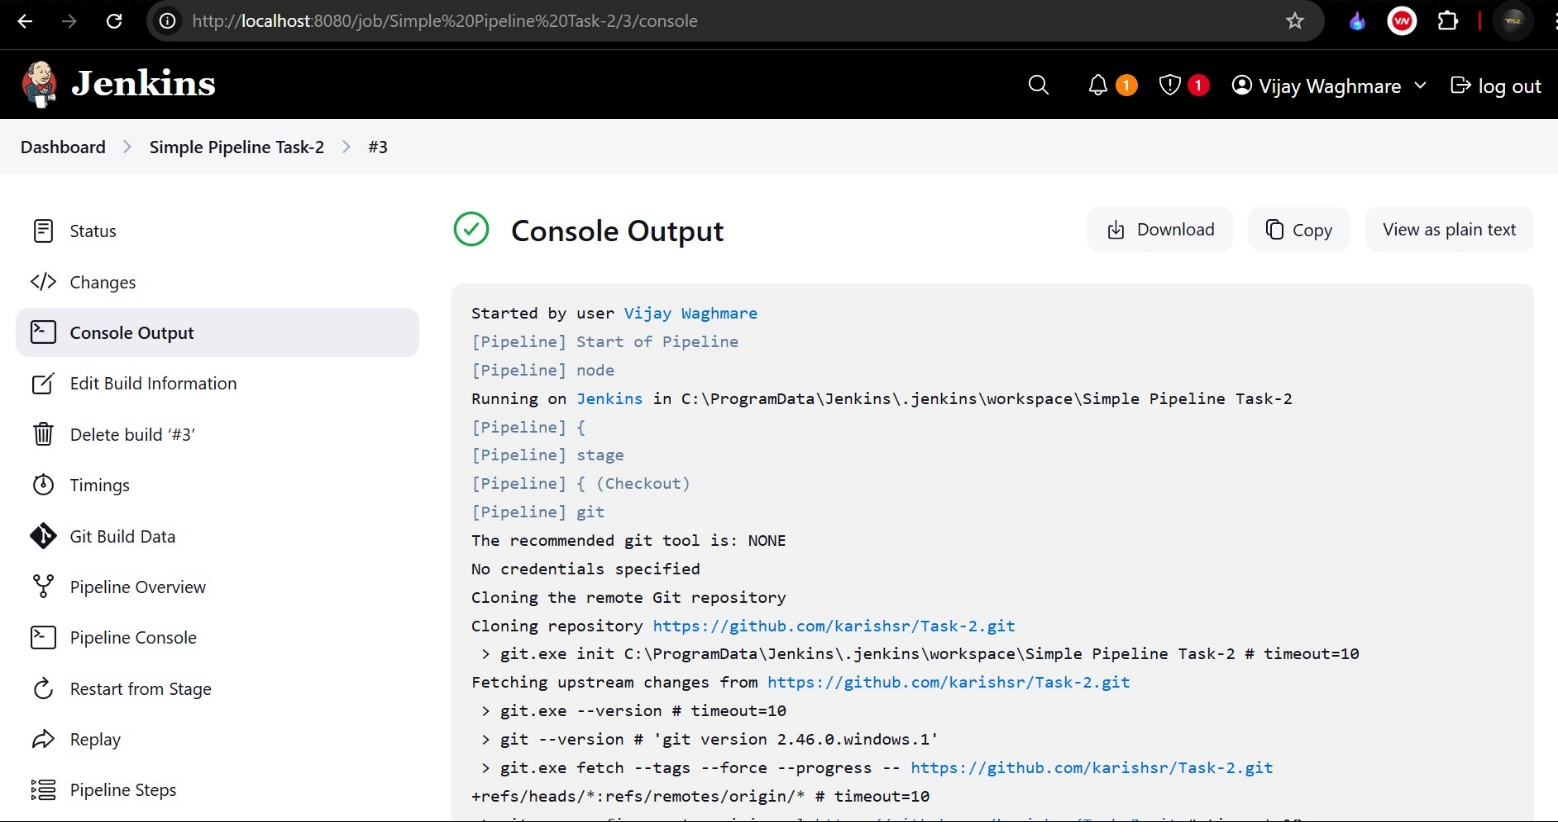 http://localhost:8080/job/Simple%20Pipeline%20Task-2/3/console
Jenkins
1
1
Vijay Waghmare
log out
Dashboard > Simple Pipeline Task-2 > #3
Status
Changes
Console Output
Edit Build Information
Delete build ‘#3’
Timings
Git Build Data
Pipeline Overview
Pipeline Console
Restart from Stage
Replay
Pipeline Steps
Console Output
Download
Copy
View as plain text
Started by user Vijay Waghmare
[Pipeline] Start of Pipeline
[Pipeline] node
Running on Jenkins in C:\ProgramData\Jenkins\.jenkins\workspace\Simple Pipeline Task-2
[Pipeline] {
[Pipeline] stage
[Pipeline] { (Checkout)
[Pipeline] git
The recommended git tool is: NONE
No credentials specified
Cloning the remote Git repository
Cloning repository https://github.com/karishsr/Task-2.git
> git.exe init C:\ProgramData\Jenkins\.jenkins\workspace\Simple Pipeline Task-2 # timeout=10
Fetching upstream changes from https://github.com/karishsr/Task-2.git
> git.exe --version # timeout=10
> git --version # 'git version 2.46.0.windows.1'
> git.exe fetch --tags --force --progress -- https://github.com/karishsr/Task-2.git
+refs/heads/*:refs/remotes/origin/* # timeout=10